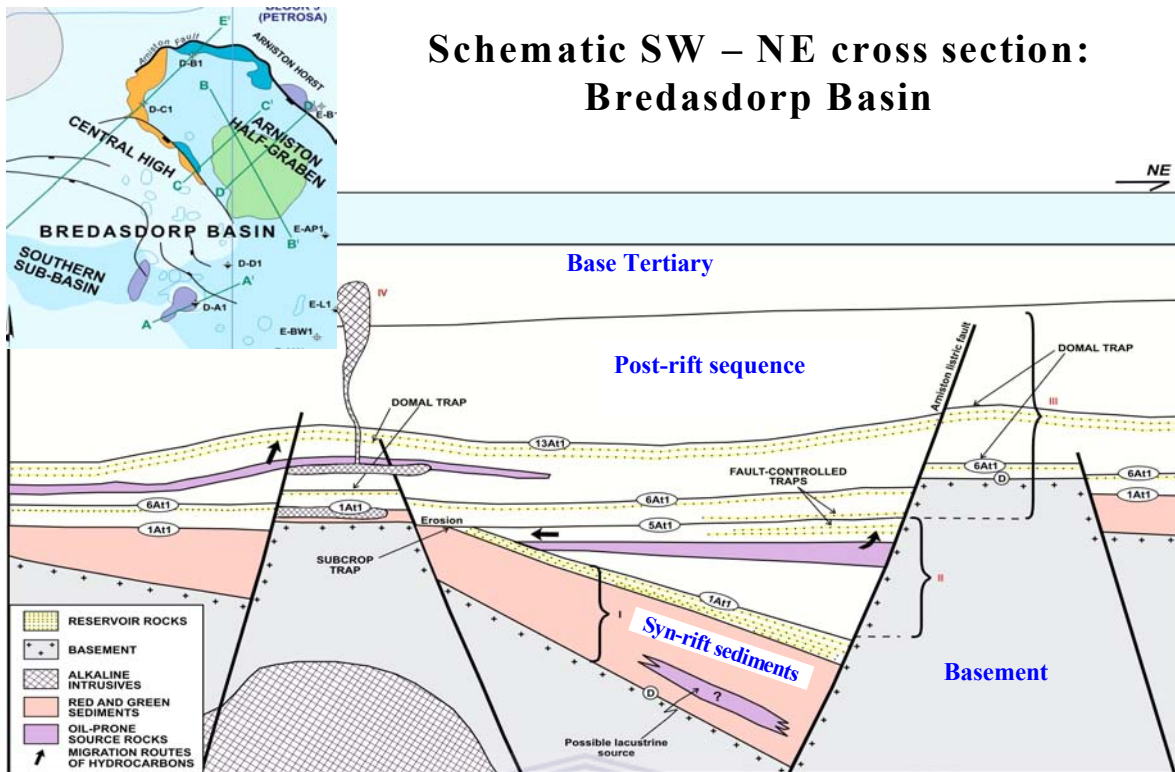 Schematic SW – NE cross section:
Bredasdorp Basin
(PETROSA)
E'
Arniston Fault
ARNISTON HORST
D-B1
B
D-C1
C'
D'
E-B1
CENTRAL HIGH
ARNISTON
HALF-GRABEN
C
D
BREDASDORP BASIN
E-AP1
B'
SOUTHERN
SUB-BASIN
D-D1
A'
D-A1
A
E-L1
E-BW1
NE
Base Tertiary
IV
Post-rift sequence
Arniston listric fault
DOMAL TRAP
III
DOMAL TRAP
13At1
FAULT-CONTROLLED
TRAPS
6At1
6At1
6At1
6At1
D
1At1
1At1
1At1
Erosion
5At1
SUBCROP
TRAP
II
1At1
I
Syn-rift sediments
Basement
D
?
Possible lacustrine
source
RESERVOIR ROCKS
BASEMENT
ALKALINE
INTRUSIVES
RED AND GREEN
SEDIMENTS
OIL-PRONE
SOURCE ROCKS
MIGRATION ROUTES
OF HYDROCARBONS